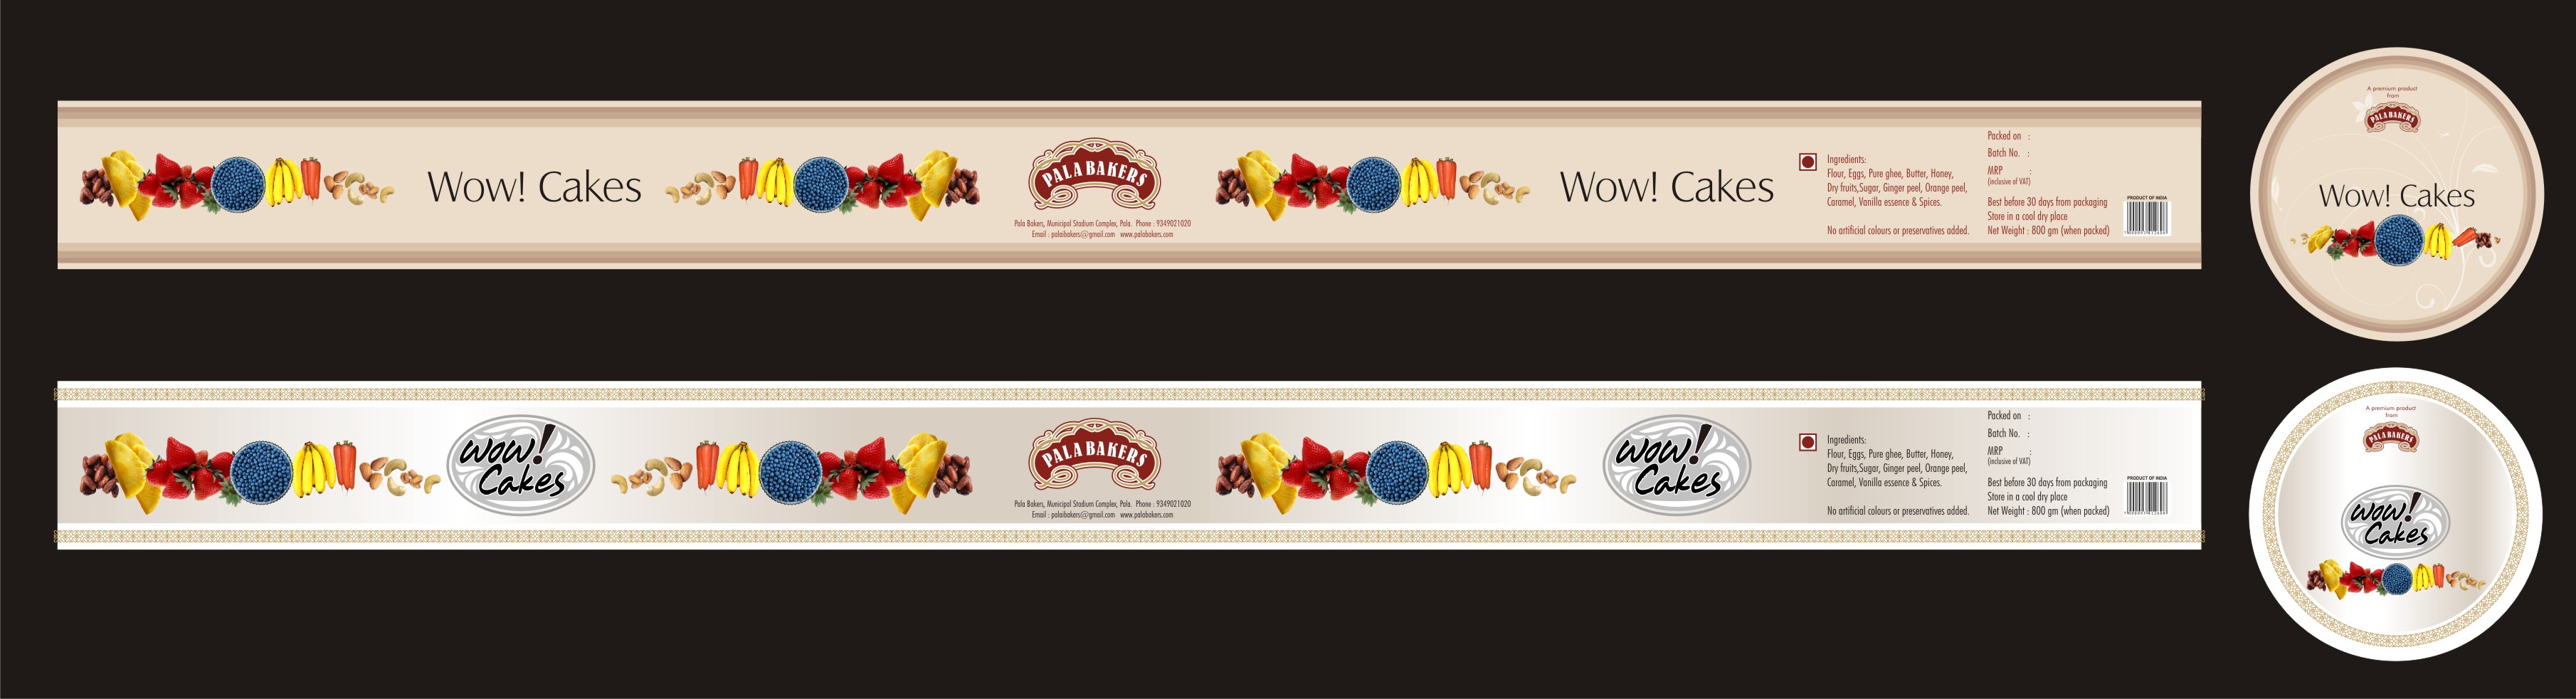 Wow! Cakes
PALA BAKERS
Pala Bakers, Municipal Stadium Complex, Pala. Phone : 9349021020
Email : palaibakers@gmail.com www.palabakers.com
Wow! Cakes
Ingredients:
Flour, Eggs, Pure ghee, Butter, Honey,
Dry fruits,Sugar, Ginger peel, Orange peel,
Caramel, Vanilla essence & Spices.
No artificial colours or preservatives added.
Packed on :
Batch No. :
MRP :
(inclusive of VAT)
Best before 30 days from packaging
Store in a cool dry place
Net Weight : 800 gm (when packed)
PRODUCT OF INDIA
A premium product
from
PALA BAKERS
Wow! Cakes
wow!
Cakes
PALA BAKERS
Pala Bakers, Municipal Stadium Complex, Pala. Phone : 9349021020
Email : palaibakers@gmail.com www.palabakers.com
wow!
Cakes
Ingredients:
Flour, Eggs, Pure ghee, Butter, Honey,
Dry fruits,Sugar, Ginger peel, Orange peel,
Caramel, Vanilla essence & Spices.
No artificial colours or preservatives added.
Packed on :
Batch No. :
MRP :
(inclusive of VAT)
Best before 30 days from packaging
Store in a cool dry place
Net Weight : 800 gm (when packed)
PRODUCT OF INDIA
A premium product
from
PALA BAKERS
wow!
Cakes